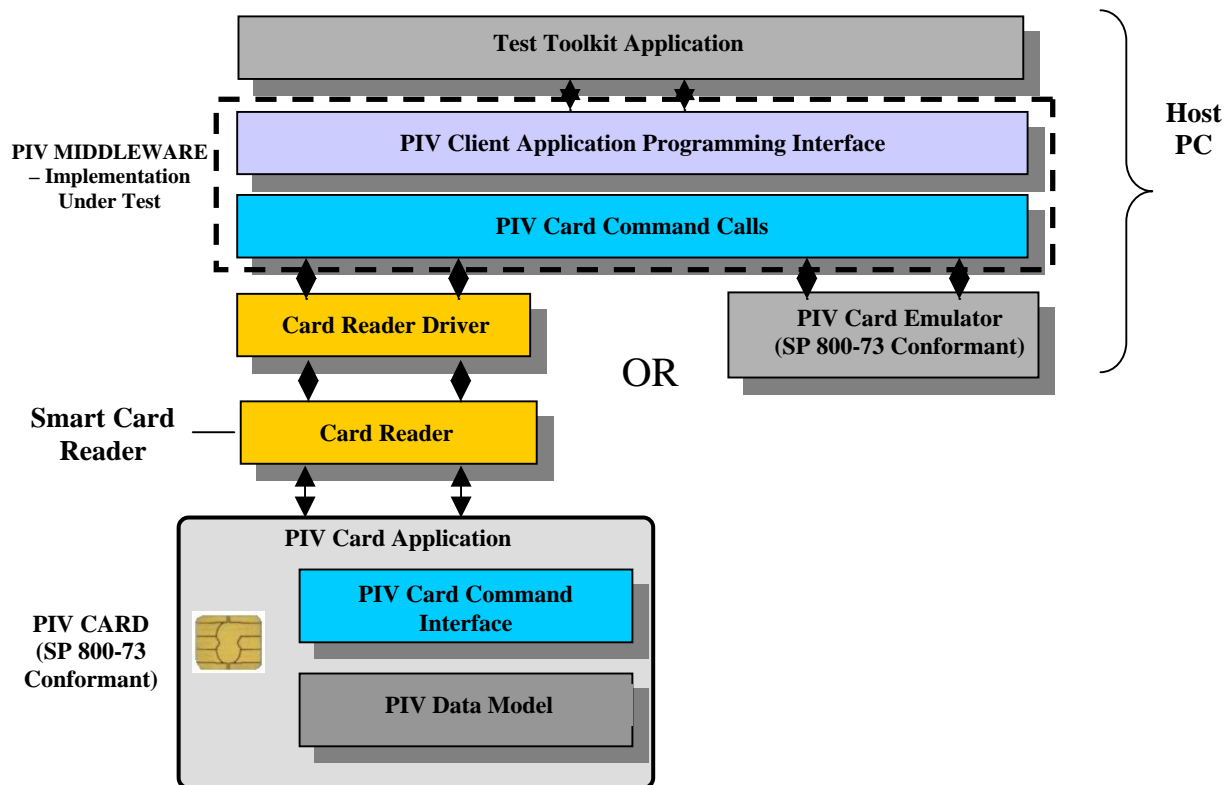 Test Toolkit Application
Host
PC
PIV MIDDLEWARE
– Implementation
Under Test
PIV Client Application Programming Interface
PIV Card Command Calls
Card Reader Driver
OR
PIV Card Emulator
(SP 800-73 Conformant)
Smart Card
Reader
Card Reader
PIV Card Application
PIV CARD
(SP 800-73
Conformant)
PIV Card Command
Interface
PIV Data Model